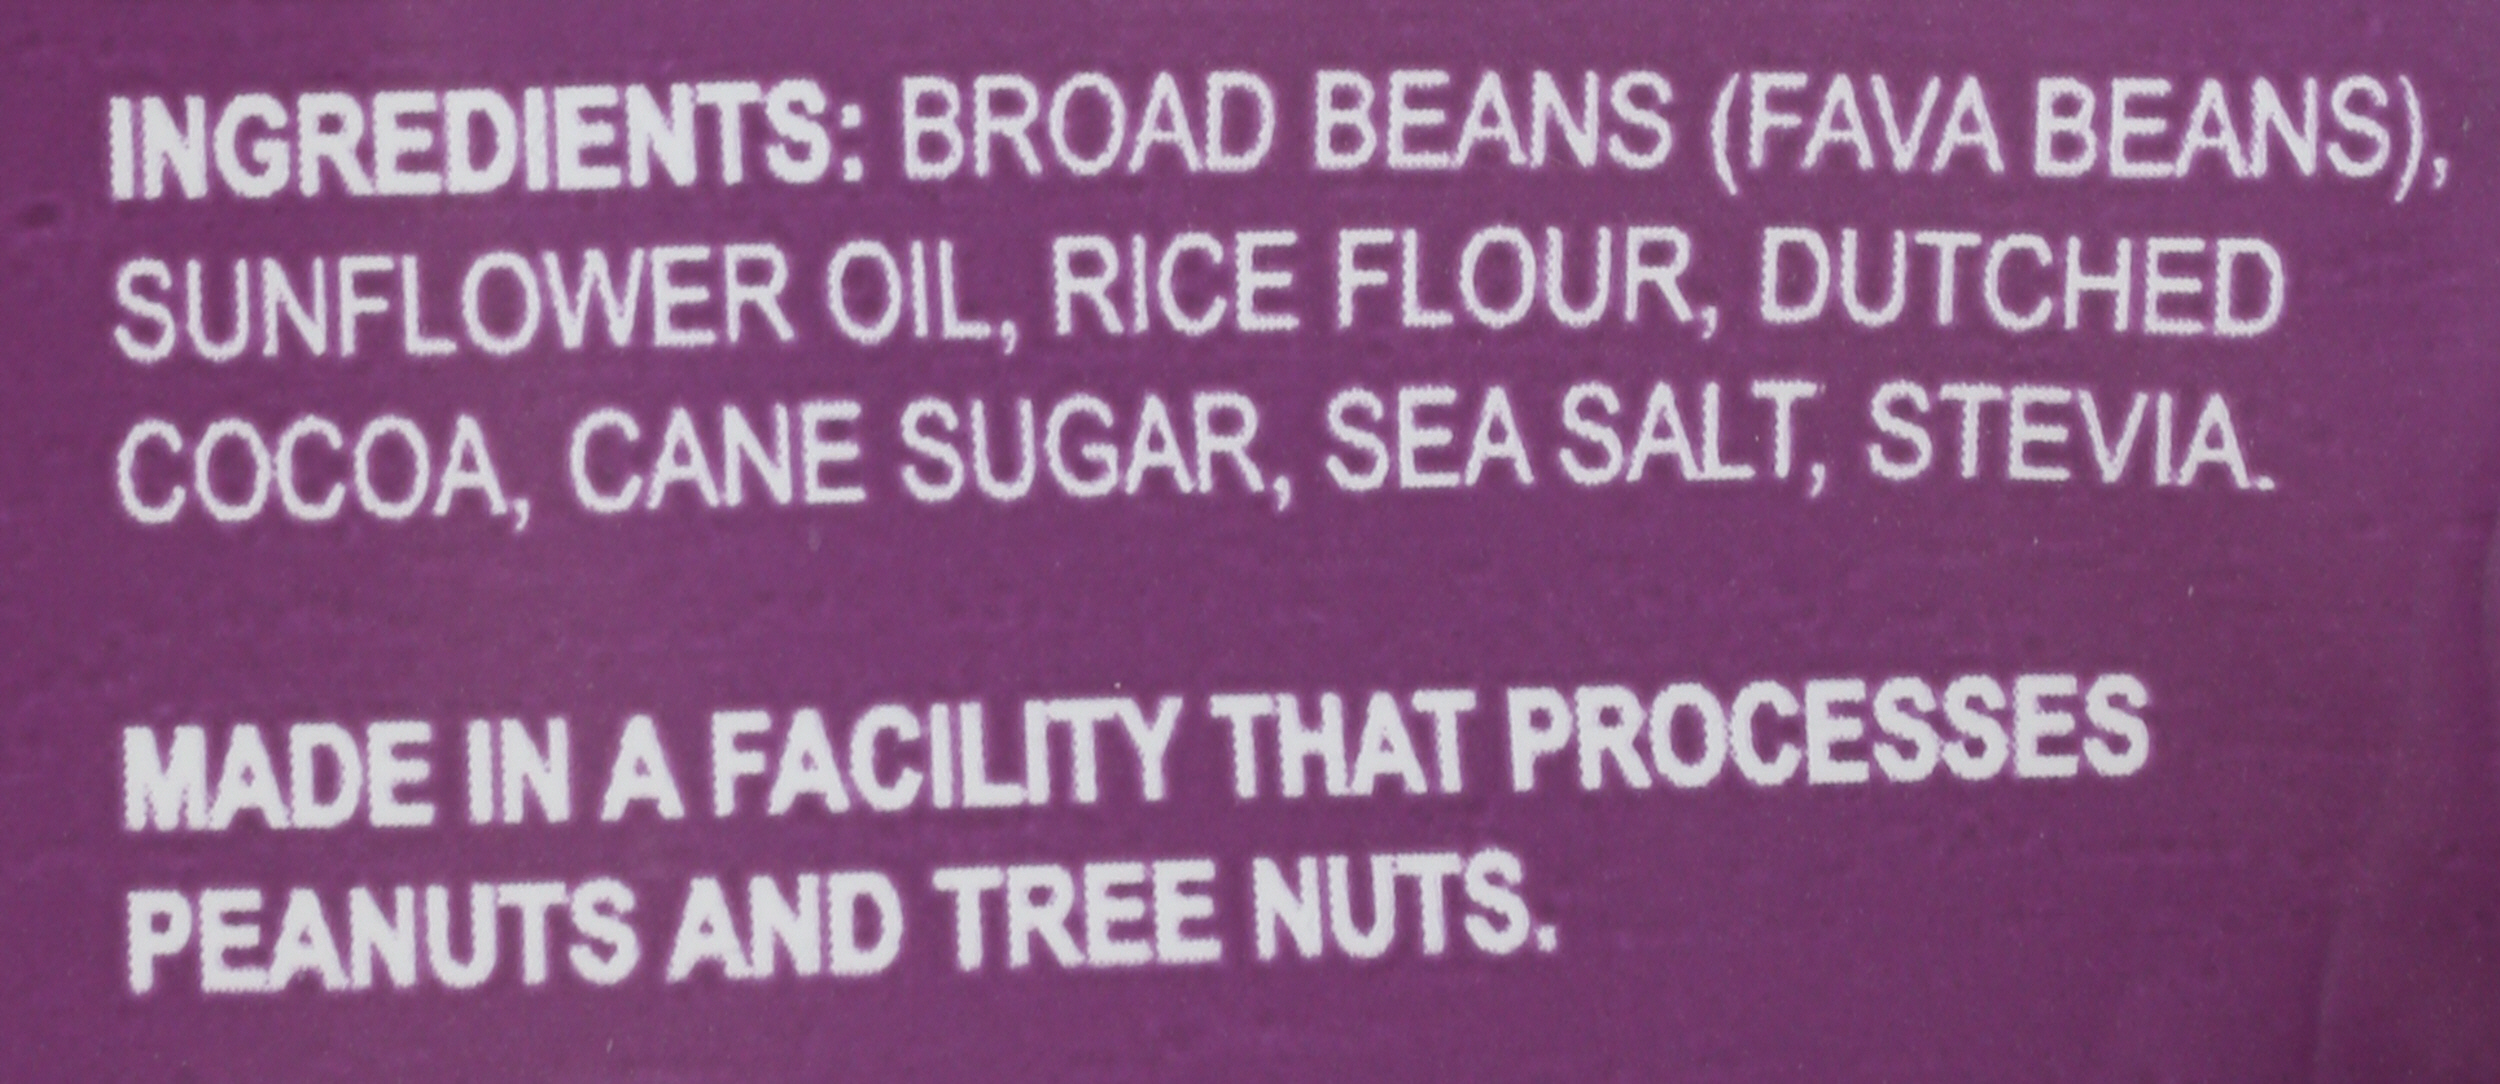 INGREDIENTS: BROAD BEANS (FAVA BEANS),
SUNFLOWER OIL, RICE FLOUR, DUTCHED
COCOA, CANE SUGAR, SEA SALT, STEVIA.
MADE IN A FACILITY THAT PROCESSES
PEANUTS AND TREE NUTS.